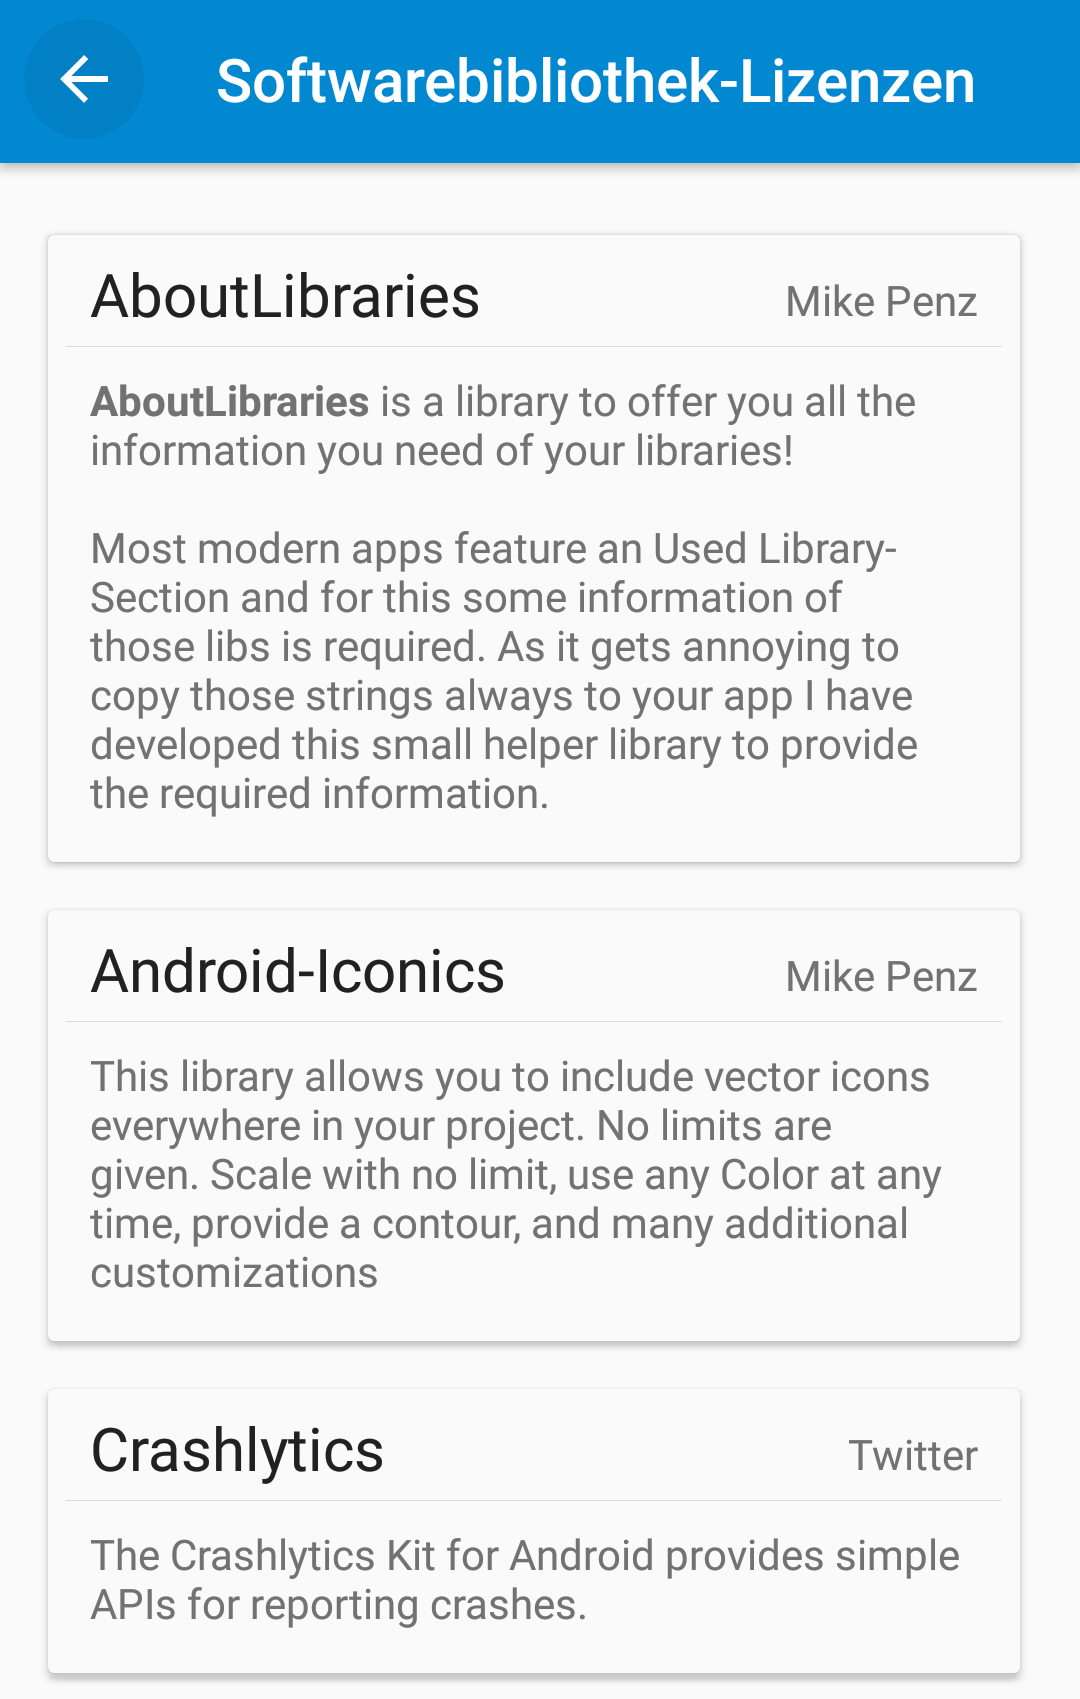 Softwarebibliothek-Lizenzen
AboutLibraries
Mike Penz
AboutLibraries is a library to offer you all the
information you need of your libraries!
Most modern apps feature an Used Library-
Section and for this some information of
those libs is required. As it gets annoying to
copy those strings always to your app I have
developed this small helper library to provide
the required information.
Android-Iconics
Mike Penz
This library allows you to include vector icons
everywhere in your project. No limits are
given. Scale with no limit, use any Color at any
time, provide a contour, and many additional
customizations
Crashlytics
Twitter
The Crashlytics Kit for Android provides simple
APIs for reporting crashes.